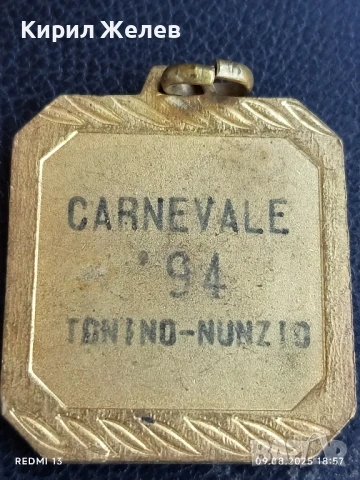 Кирил Желев
CARNEVALE
'94
TONINO-NUNZIO
REDMI 13
09.08.2025 18:57